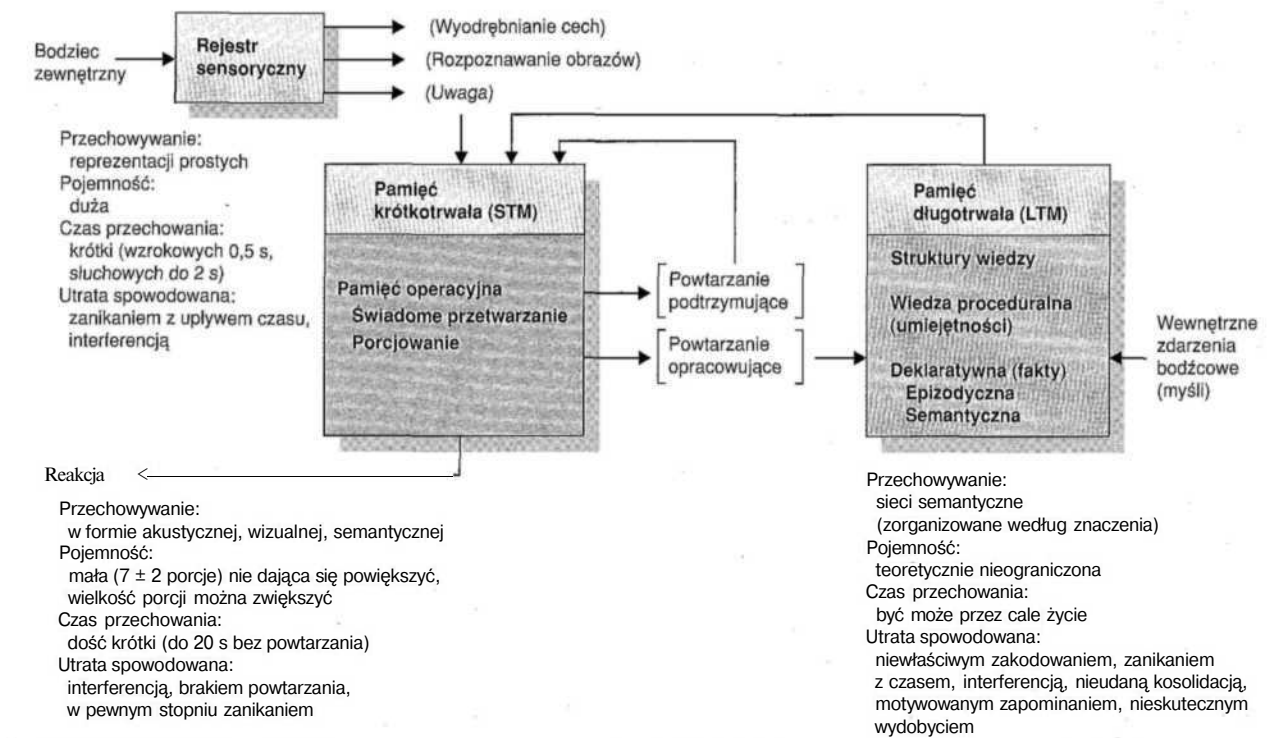 Bodziec
zewnętrzny
Rejestr
sensoryczny
(Wyodrębnianie cech)
(Rozpoznawanie obrazów)
(Uwaga)
Przechowywanie:
reprezentacji prostych
Pojemność:
duża
Czas przechowania:
krótki (wzrokowych 0,5 s,
słuchowych do 2 s)
Utrata spowodowana:
zanikaniem z upływem czasu,
interferencją
Pamięć
krótkotrwała (STM)
Pamięć operacyjna
Świadome przetwarzanie
Porcjowanie
Powtarzanie
podtrzymujące
Powtarzanie
opracowujące
Pamięć
długotrwała (LTM)
Struktury wiedzy
Wiedza proceduralna
(umiejętności)
Deklaratywna (fakty)
Epizodyczna
Semantyczna
Wewnętrzne
zdarzenia
bodźcowe
(myśli)
Reakcja
Przechowywanie:
w formie akustycznej, wizualnej, semantycznej
Pojemność:
mała (7 ± 2 porcje) nie dająca się powiększyć,
wielkość porcji można zwiększyć
Czas przechowania:
dość krótki (do 20 s bez powtarzania)
Utrata spowodowana:
interferencją, brakiem powtarzania,
w pewnym stopniu zanikaniem
Przechowywanie:
sieci semantyczne
(zorganizowane według znaczenia)
Pojemność:
teoretycznie nieograniczona
Czas przechowania:
być może przez cale życie
Utrata spowodowana:
niewłaściwym zakodowaniem, zanikaniem
z czasem, interferencją, nieudaną kosolidacją,
motywowanym zapominaniem, nieskutecznym
wydobyciem